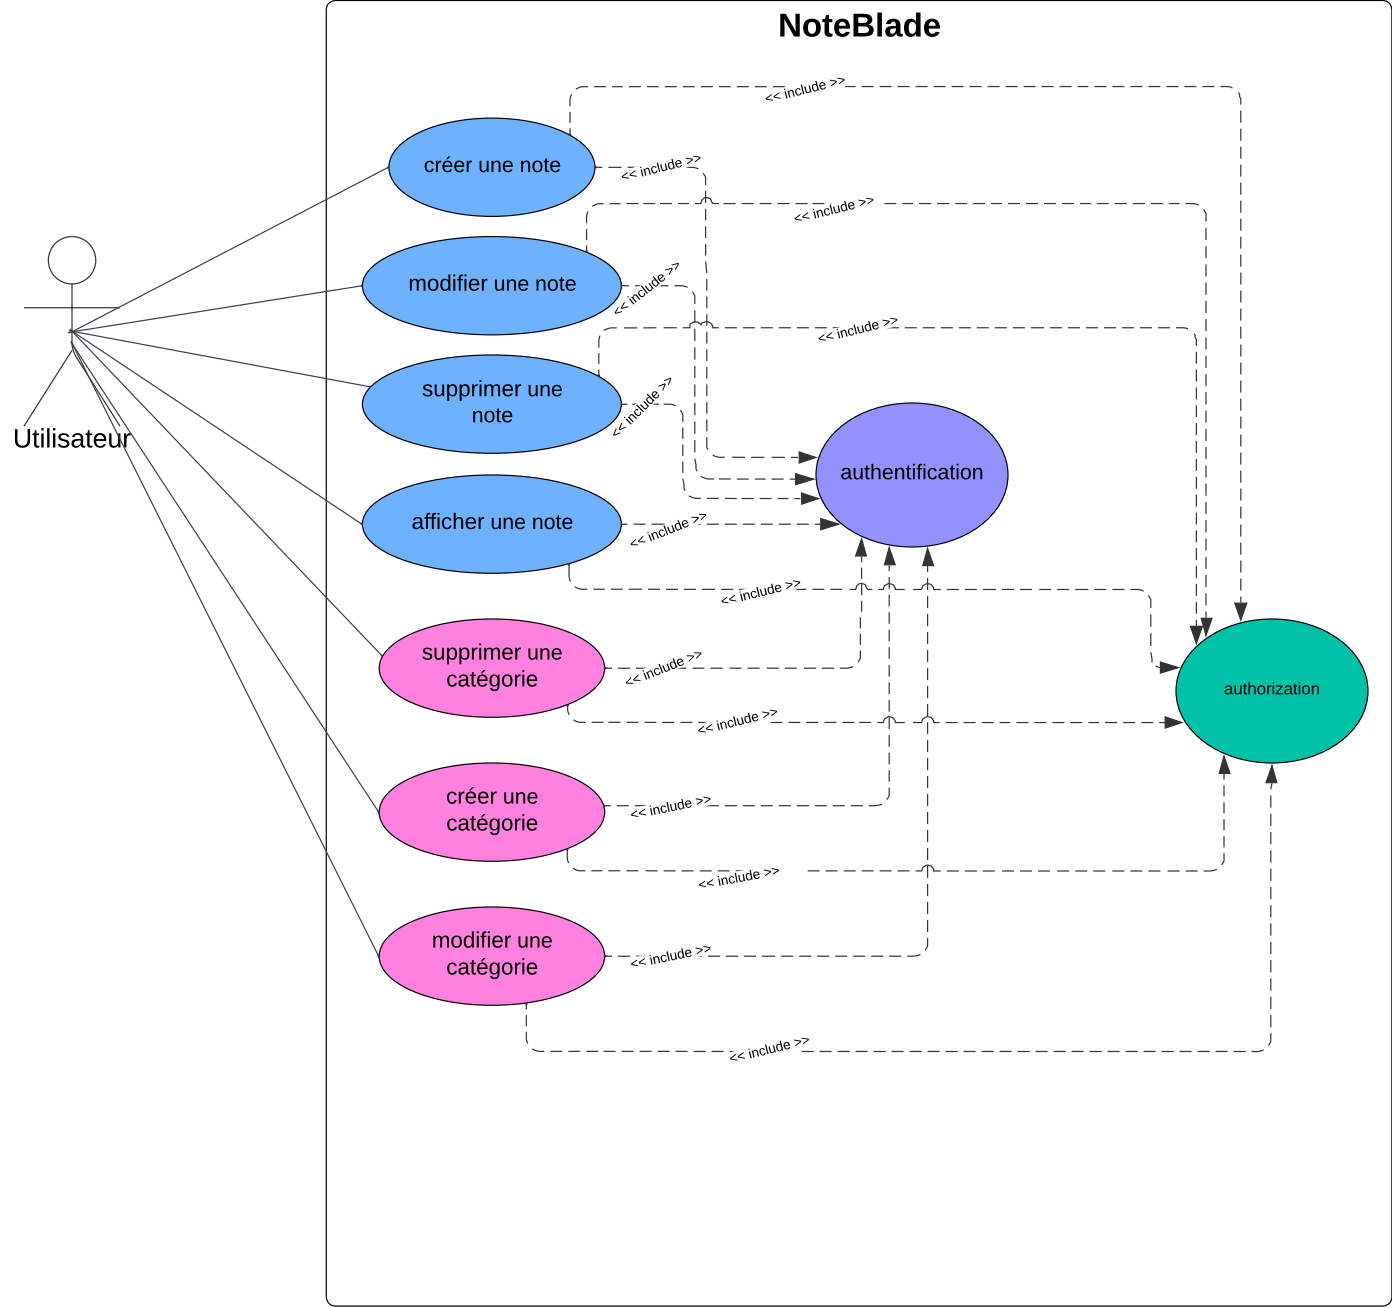 NoteBlade
<< include >>
créer une note
<< include >>
<< include >>
modifier une note
<< include >>
<< include >>
supprimer une
note
<< include >>
Utilisateur
authentification
afficher une note
<< include >>
<< include >>
supprimer une
catégorie
<< include >>
authorization
<< include >>
créer une
catégorie
<< include >>
<< include >>
modifier une
catégorie
<< include >>
<< include >>